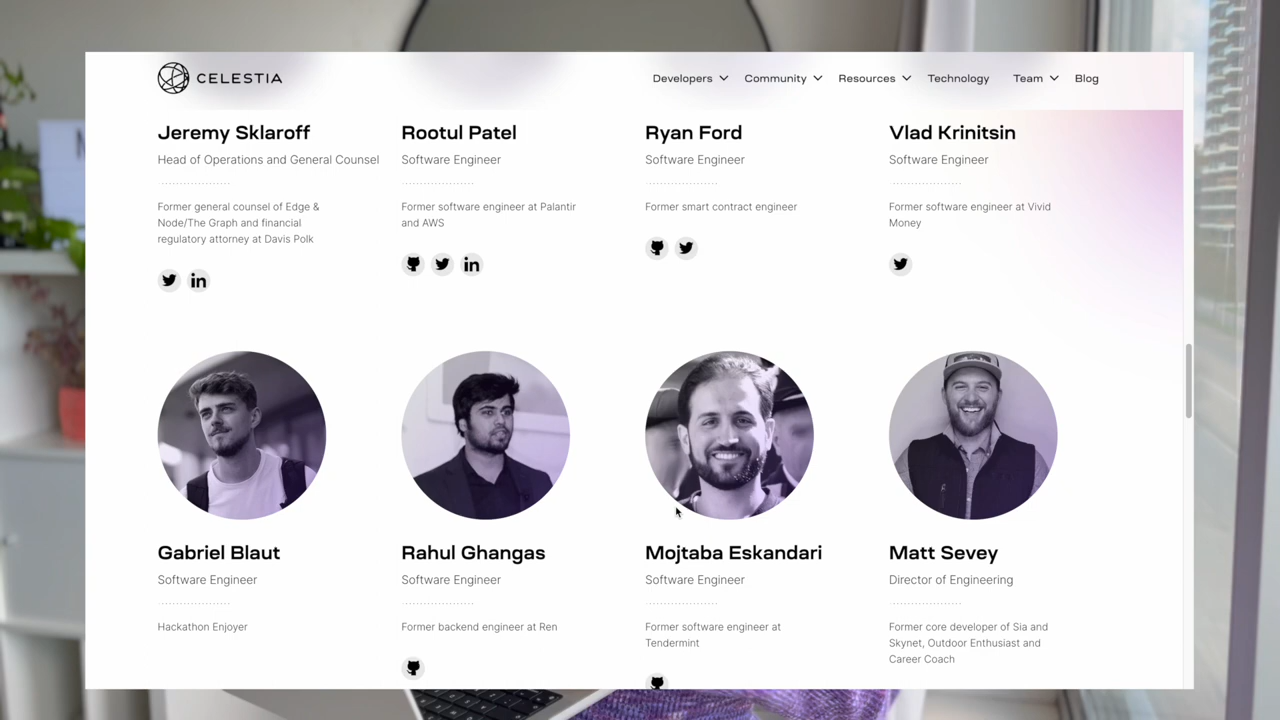 CELESTIA
Developers
Community
Resources
Technology
Team
Blog
Jeremy Sklaroff
Head of Operations and General Counsel
Former general counsel of Edge &
Node/The Graph and financial
regulatory attorney at Davis Polk
Rootul Patel
Software Engineer
Former software engineer at Palantir
and AWS
Ryan Ford
Software Engineer
Former smart contract engineer
Vlad Krinitsin
Software Engineer
Former software engineer at Vivid
Money
Gabriel Blaut
Software Engineer
Hackathon Enjoyer
Rahul Ghangas
Software Engineer
Former backend engineer at Ren
Mojtaba Eskandari
Software Engineer
Former software engineer at
Tendermint
Matt Sevey
Director of Engineering
Former core developer of Sia and
Skynet, Outdoor Enthusiast and
Career Coach